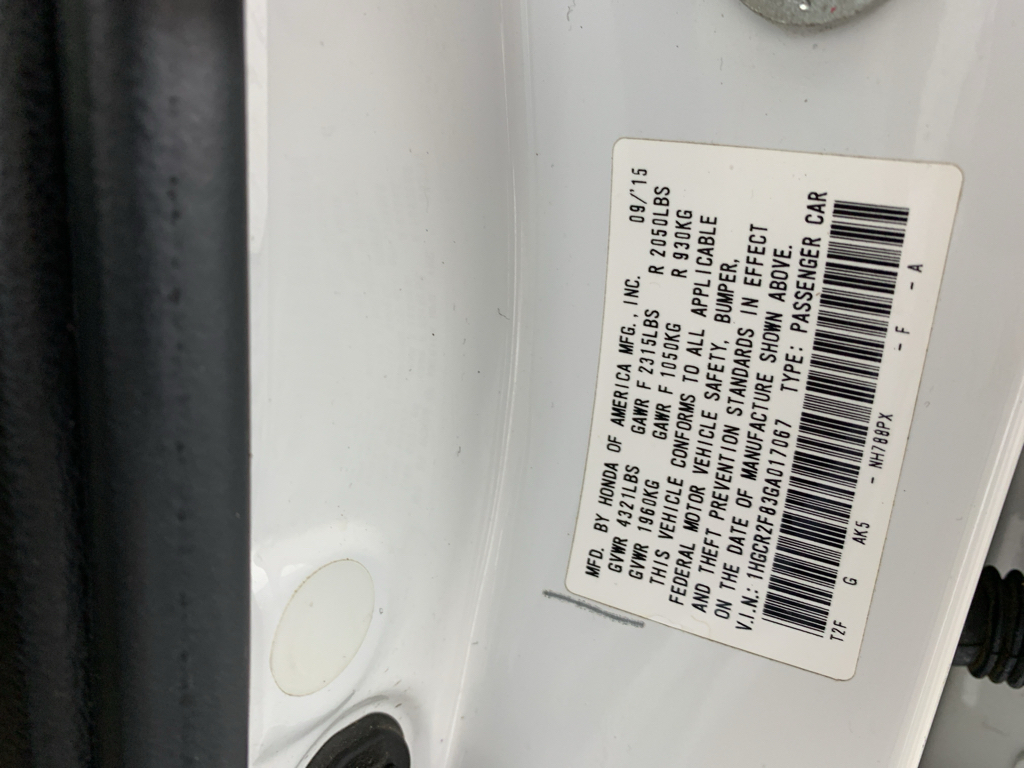 MFD. BY HONDA OF AMERICA MFG., INC. 09/'15
GVWR 4321LBS GAWR F 2315LBS R 2050LBS
GVWR 1960KG GAWR F 1050KG R 930KG
THIS VEHICLE CONFORMS TO ALL APPLICABLE
FEDERAL MOTOR VEHICLE SAFETY, BUMPER,
AND THEFT PREVENTION STANDARDS IN EFFECT
ON THE DATE OF MANUFACTURE SHOWN ABOVE.
V.I.N.: 1HGCR2F83GA017067 TYPE: PASSENGER CAR
T2F G AK5 - NH788PX - F - A